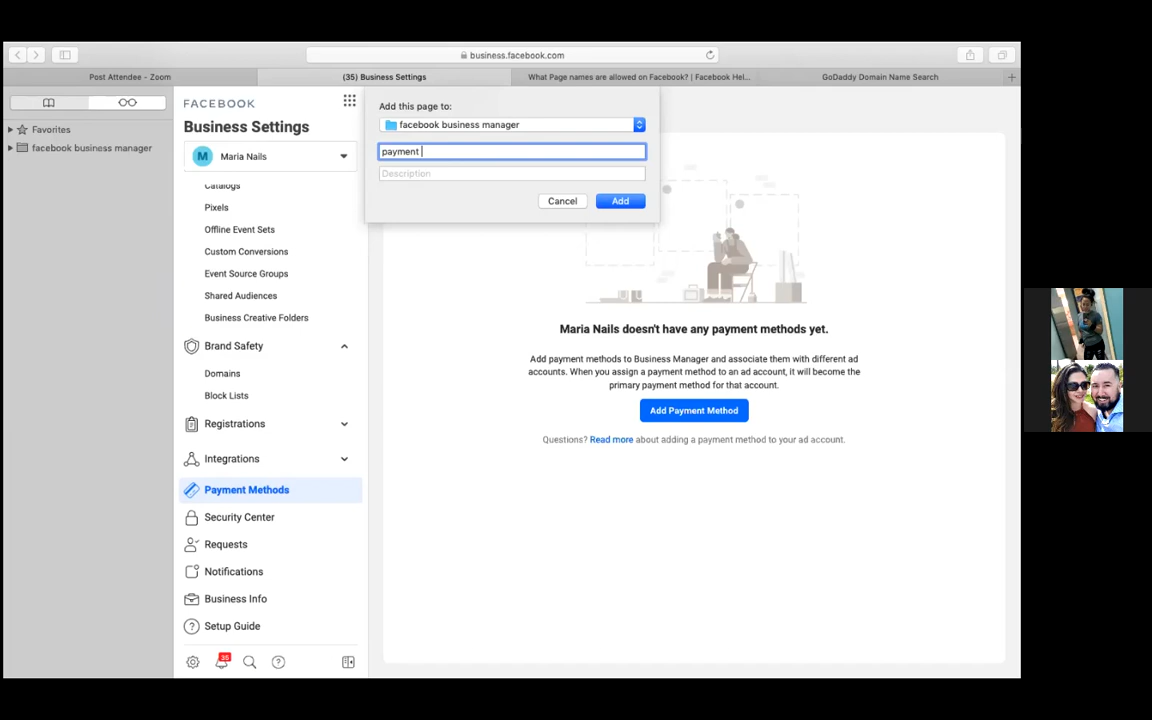 business.facebook.com
Post Attendee - Zoom
(35) Business Settings
What Page names are allowed on Facebook? | Facebook Hel...
GoDaddy Domain Name Search
Favorites
facebook business manager
FACEBOOK
Business Settings
M
Maria Nails
Catalogs
Pixels
Offline Event Sets
Custom Conversions
Event Source Groups
Shared Audiences
Business Creative Folders
Brand Safety
Domains
Block Lists
Registrations
Integrations
Payment Methods
Security Center
Requests
Notifications
Business Info
Setup Guide
35
Add this page to:
facebook business manager
payment
Description
Cancel
Add
Maria Nails doesn't have any payment methods yet.
Add payment methods to Business Manager and associate them with different ad
accounts. When you assign a payment method to an ad account, it will become the
primary payment method for that account.
Add Payment Method
Questions? Read more about adding a payment method to your ad account.